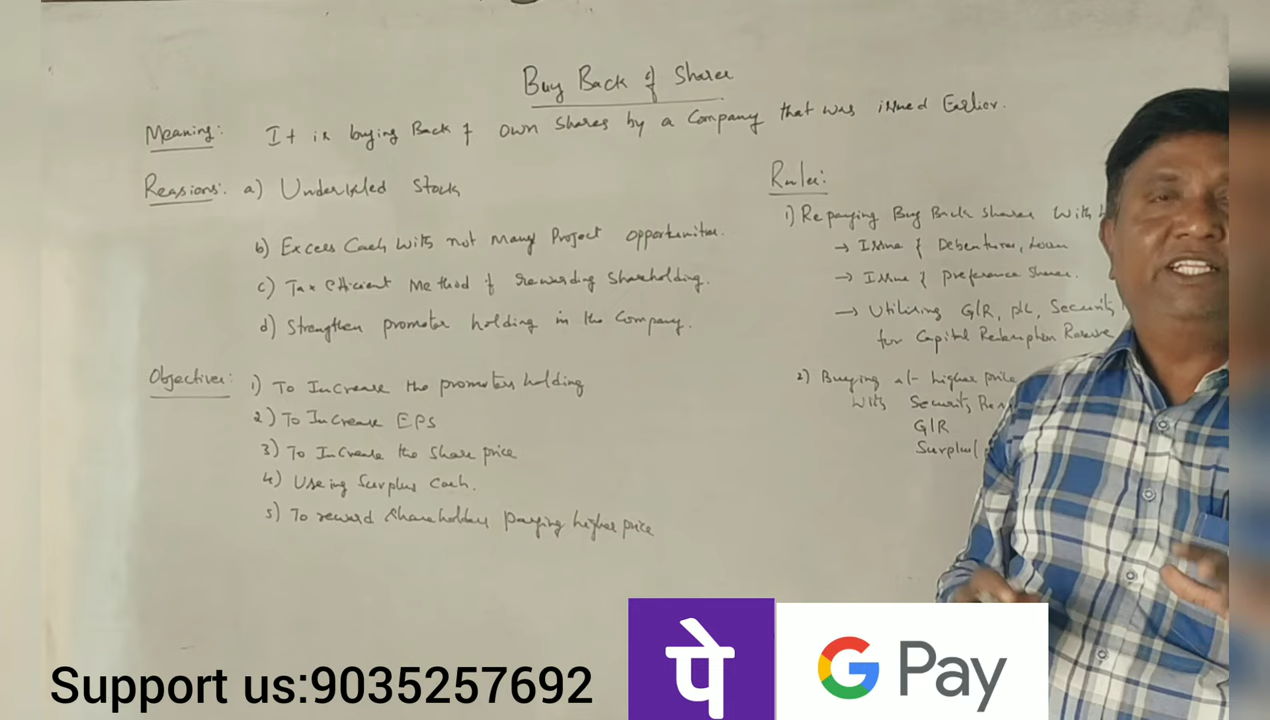 Buy Back of Shares
Meaning: It is buying Back of own shares by a Company that was issued Earlier.
Reasons: a) Undervalued Stock
b) Excess Cash with not Many Project opportunities.
c) Tax efficient Method of rewarding shareholding.
d) Strengthen promoter holding in the Company.
Objectives: 1) To Increase the promoters holding
2) To Increase EPS
3) To Increase the Share price
4) Useing Surplus Cash.
5) To reward Shareholders paying higher price
Rules:
1) Repaying Buy Back shares with
→ Issue of Debentures, Loan
→ Issue of preference Shares.
→ Utilising G/R, P/L, Security
for Capital Redemption Reserve
2) Buying at higher price
with Security
G/R
Surplus
Support us:9035257692
पे
G Pay